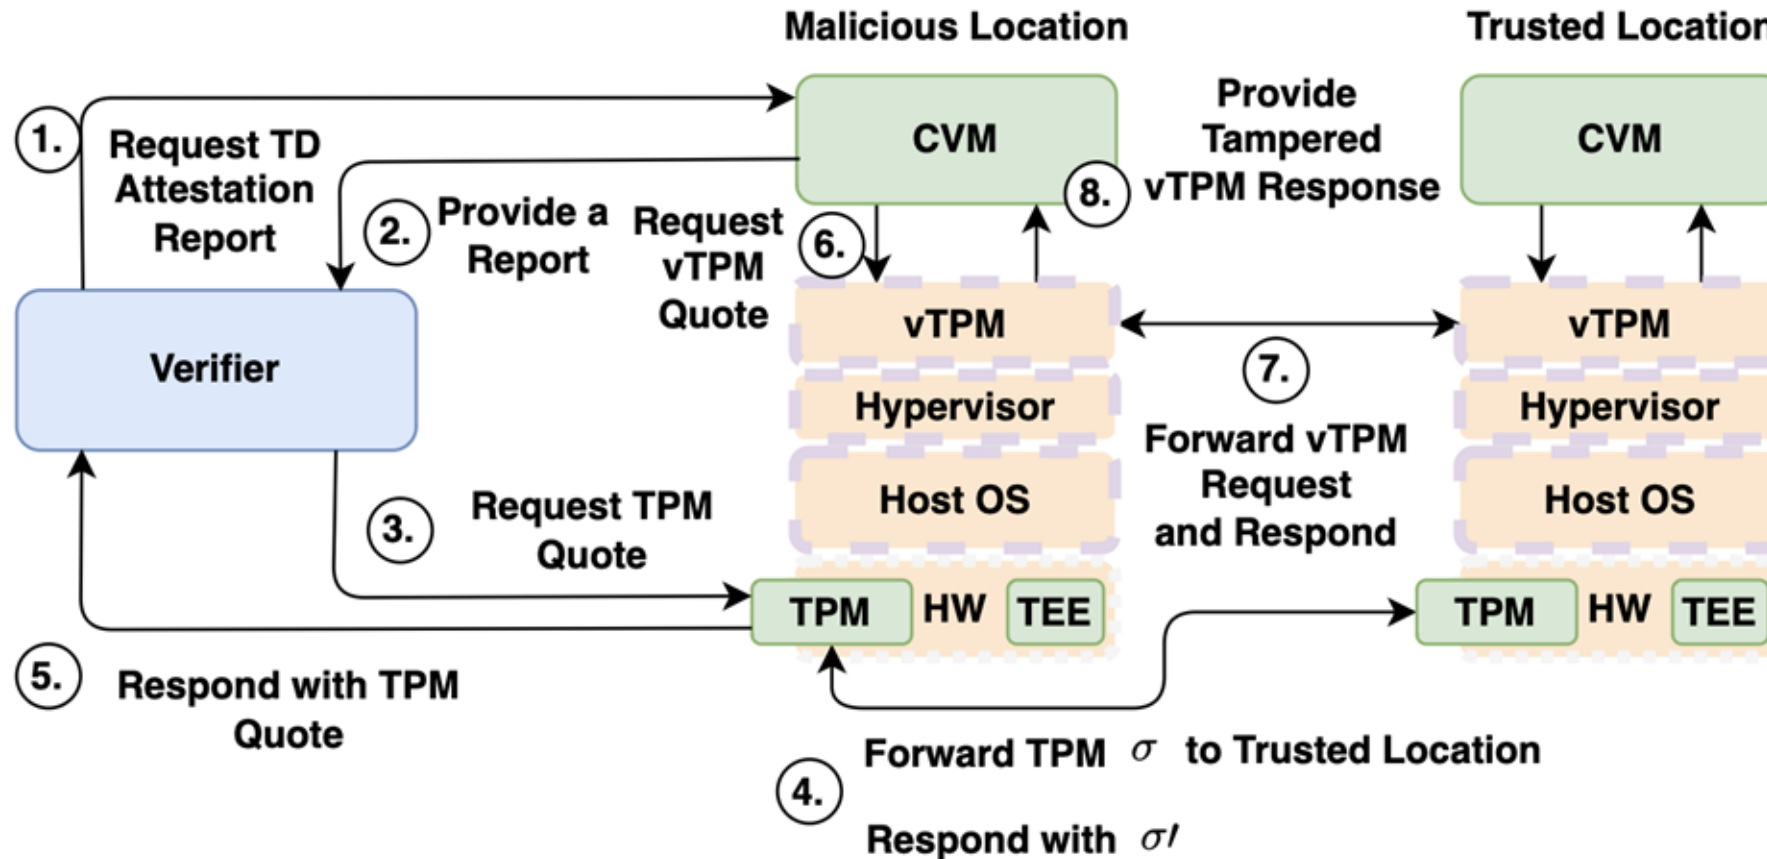 Malicious Location
Trusted Location
1.
Request TD
Attestation
Report
2.
Provide a
Report
CVM
Provide
Tampered
vTPM Response
8.
CVM
Request
vTPM
Quote
6.
Verifier
vTPM
vTPM
7.
Hypervisor
Hypervisor
Forward vTPM
Request
and Respond
Host OS
Host OS
3.
Request TPM
Quote
TPM
HW
TEE
TPM
HW
TEE
5.
Respond with TPM
Quote
4.
Forward TPM σ to Trusted Location
Respond with σ′